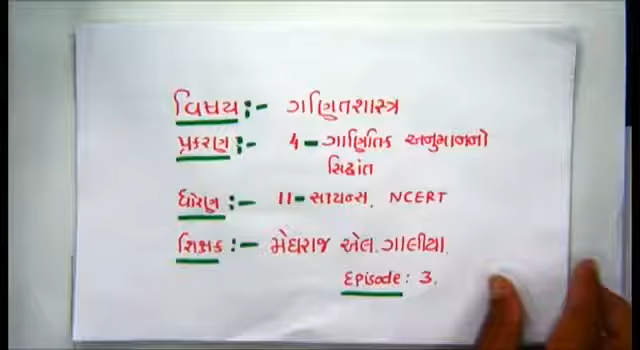 વિષય :- ગણિતશાસ્ત્ર
પ્રકરણ :- 4 - ગાણિતિક અનુમાનનો
સિદ્ધાંત
ધોરણ :- 11 - સાયન્સ, NCERT
શિક્ષક :- મેઘરાજ એલ. ગાલીયા.
Episode : 3.